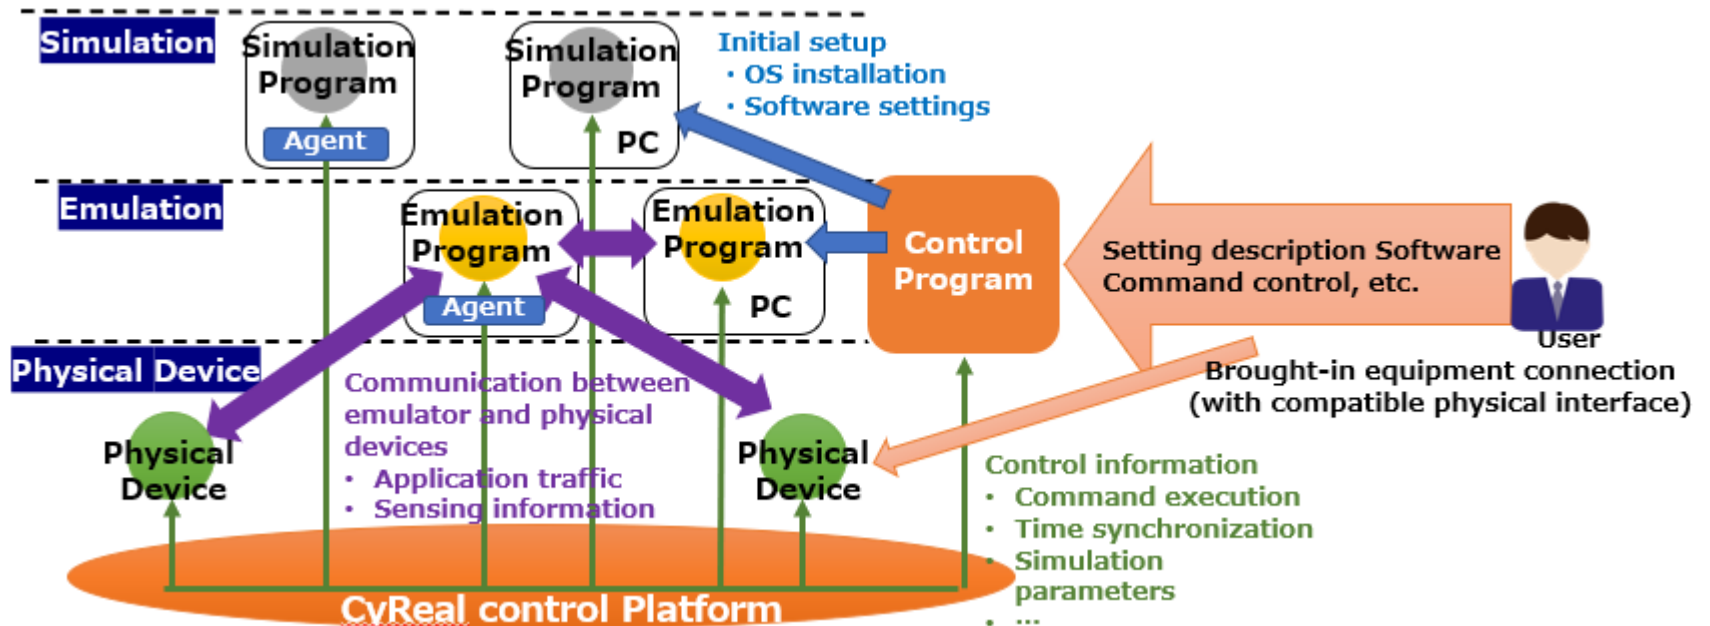 Simulation
Simulation
Program
Agent
Simulation
Program
PC
Initial setup
・OS installation
・Software settings
Emulation
Emulation
Program
Agent
Emulation
Program
PC
Control
Program
Setting description Software
Command control, etc.
User
Physical Device
Physical
Device
Communication between
emulator and physical
devices
• Application traffic
• Sensing information
Physical
Device
Brought-in equipment connection
(with compatible physical interface)
Control information
• Command execution
• Time synchronization
• Simulation
parameters
• ...
CyReal control Platform